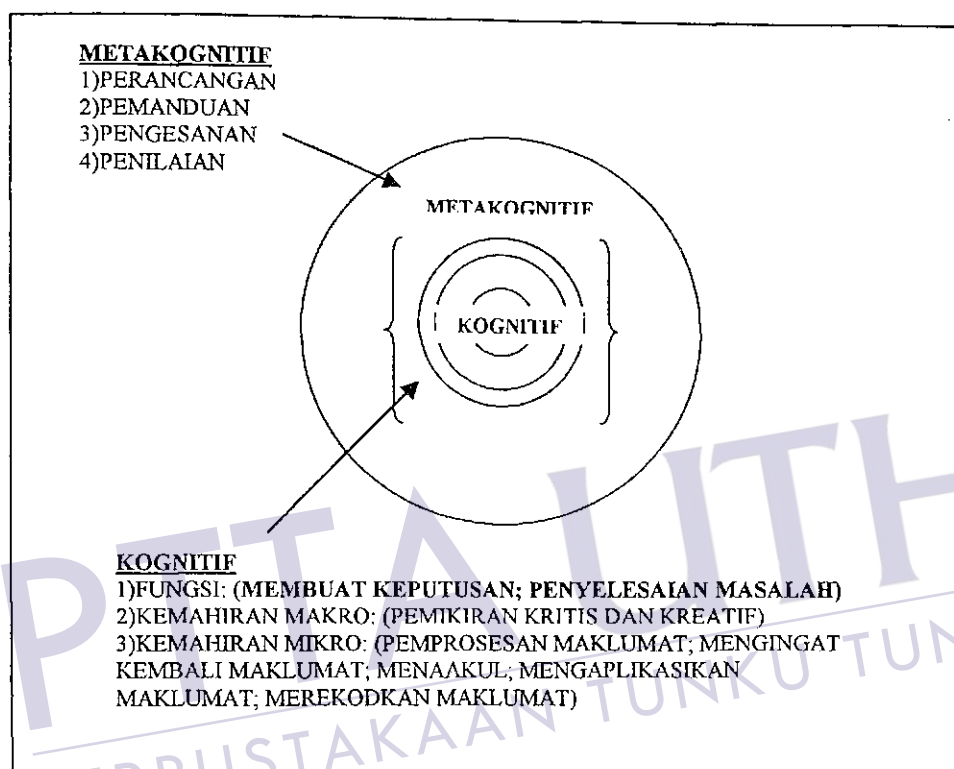 METAKOGNITIF
1)PERANCANGAN
2)PEMANDUAN
3)PENGESANAN
4)PENILAIAN
METAKOGNITIF
KOGNITIF
KOGNITIF
1)FUNGSI: (MEMBUAT KEPUTUSAN; PENYELESAIAN MASALAH)
2)KEMAHIRAN MAKRO: (PEMIKIRAN KRITIS DAN KREATIF)
3)KEMAHIRAN MIKRO: (PEMPROSESAN MAKLUMAT; MENGINGAT
KEMBALI MAKLUMAT; MENAAKUL; MENGAPLIKASIKAN
MAKLUMAT; MEREKODKAN MAKLUMAT)
PTTA UTH
PERPUSTAKAAN TUNKU TUN